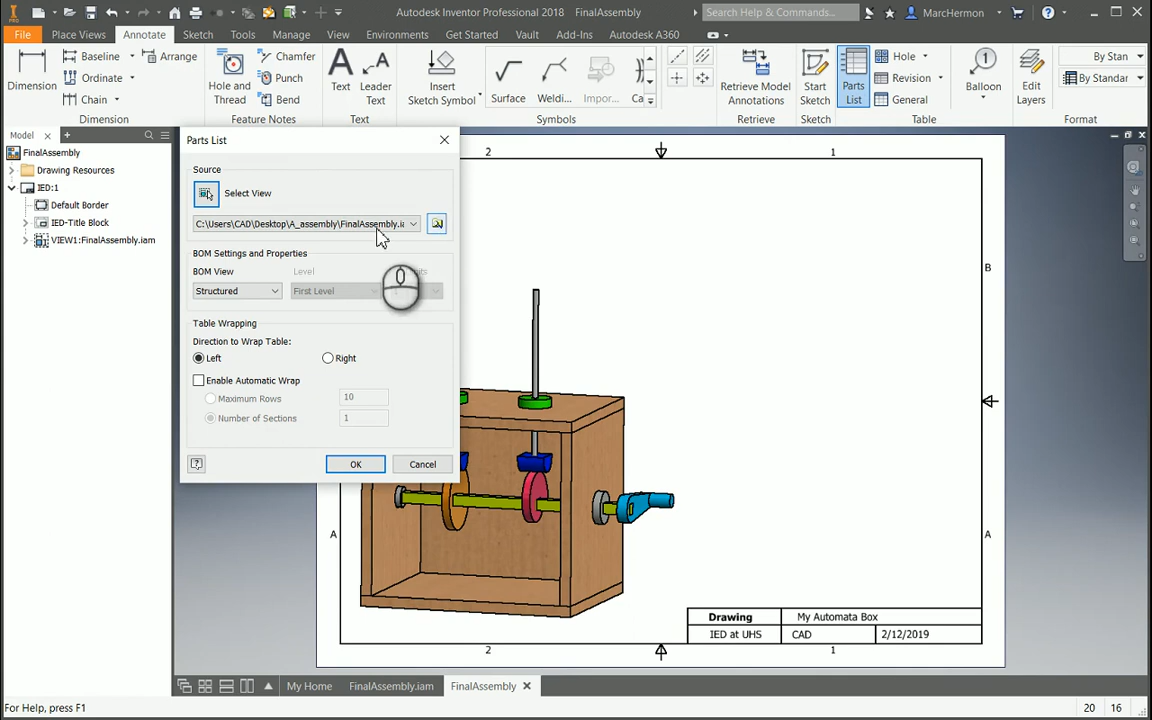 Autodesk Inventor Professional 2018 FinalAssembly
Search Help & Commands...
MarcHermon
PRO
File Place Views Annotate Sketch Tools Manage View Environments Get Started Vault Add-Ins Autodesk A360
Dimension
Baseline
Ordinate
Chain
Arrange
Dimension
Hole and Thread
Chamfer
Punch
Bend
Feature Notes
Text
Leader Text
Text
Insert Sketch Symbol
Surface
Weldi...
Impor...
Ca
Symbols
Retrieve Model Annotations
Retrieve
Start Sketch
Sketch
Parts List
Hole
Revision
General
Table
Balloon
Edit Layers
By Stan
By Standar
Format
Model
FinalAssembly
Drawing Resources
IED:1
Default Border
IED-Title Block
VIEW1:FinalAssembly.iam
Parts List
Source
Select View
C:\Users\CAD\Desktop\A_assembly\FinalAssembly.ia
BOM Settings and Properties
BOM View
Level
Structured
First Level
Table Wrapping
Direction to Wrap Table:
Left
Right
Enable Automatic Wrap
Maximum Rows
10
Number of Sections
1
OK
Cancel
2
1
B
A
A
2
1
Drawing My Automata Box
IED at UHS CAD 2/12/2019
My Home FinalAssembly.iam FinalAssembly
For Help, press F1
20 16